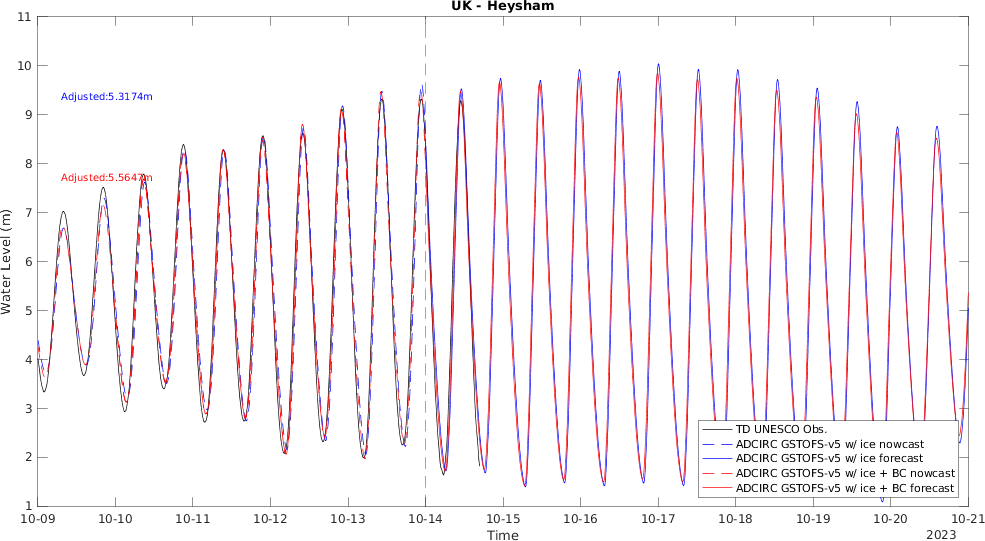 UK - Heysham
11
10
9
8
7
6
5
4
3
2
1
Water Level (m)
Adjusted:5.3174m
Adjusted:5.5647m
TD UNESCO Obs.
ADCIRC GSTOFS-v5 w/ ice nowcast
ADCIRC GSTOFS-v5 w/ ice forecast
ADCIRC GSTOFS-v5 w/ ice + BC nowcast
ADCIRC GSTOFS-v5 w/ ice + BC forecast
10-09 10-10 10-11 10-12 10-13 10-14 10-15 10-16 10-17 10-18 10-19 10-20 10-21
Time
2023